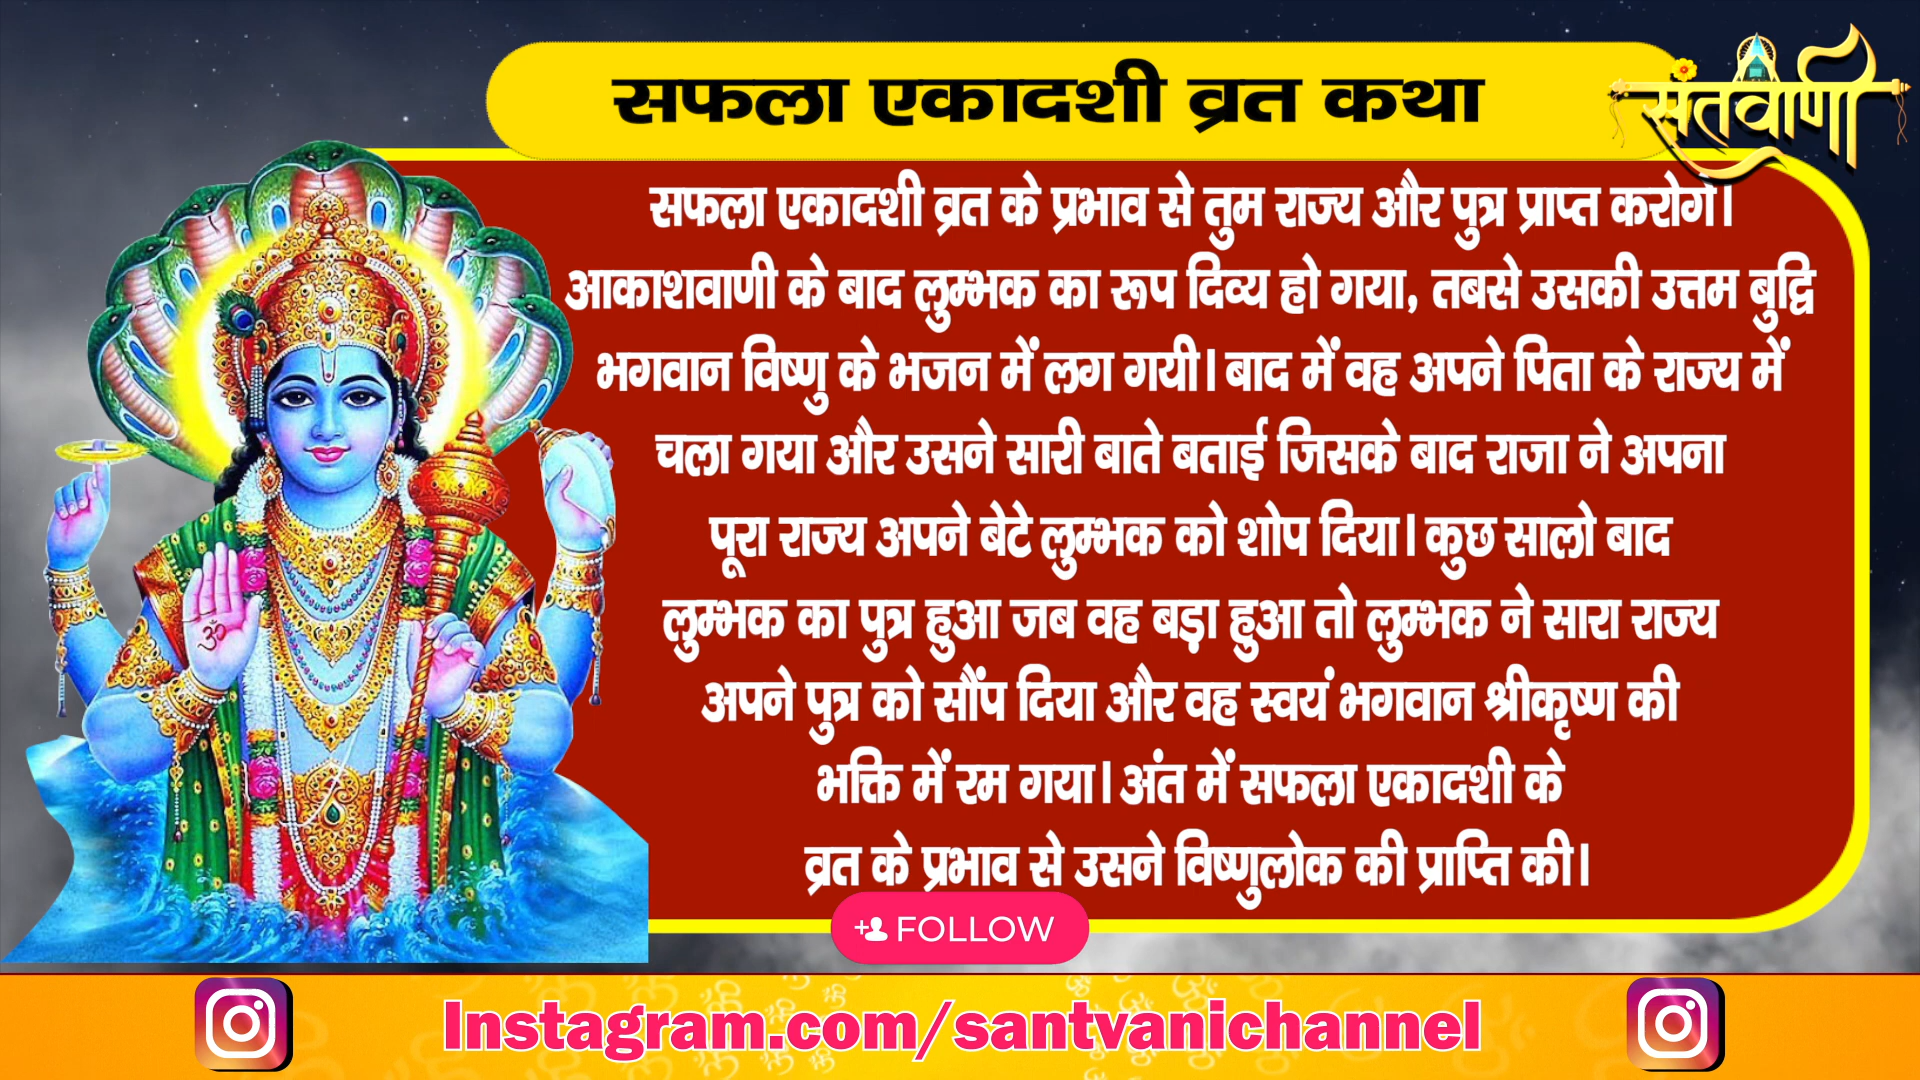 सफला एकादशी व्रत कथा
संतवाणी
सफला एकादशी व्रत के प्रभाव से तुम राज्य और पुत्र प्राप्त करोगे।
आकाशवाणी के बाद लुम्भक का रूप दिव्य हो गया, तबसे उसकी उत्तम बुद्वि
भगवान विष्णु के भजन में लग गयी। बाद में वह अपने पिता के राज्य में
चला गया और उसने सारी बाते बताई जिसके बाद राजा ने अपना
पूरा राज्य अपने बेटे लुम्भक को शोप दिया। कुछ सालो बाद
लुम्भक का पुत्र हुआ जब वह बड़ा हुआ तो लुम्भक ने सारा राज्य
अपने पुत्र को सौंप दिया और वह स्वयं भगवान श्रीकृष्ण की
भक्ति में रम गया। अंत में सफला एकादशी के
व्रत के प्रभाव से उसने विष्णुलोक की प्राप्ति की।
ॐ
FOLLOW
Instagram.com/santvanichannel